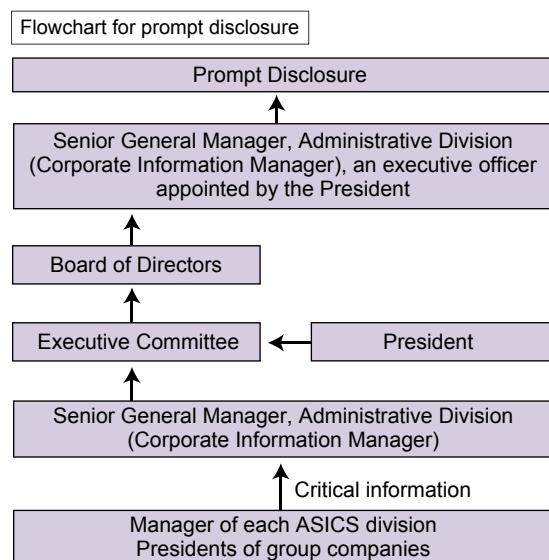 Flowchart for prompt disclosure
Prompt Disclosure
Senior General Manager, Administrative Division
(Corporate Information Manager), an executive officer
appointed by the President
Board of Directors
Executive Committee
President
Senior General Manager, Administrative Division
(Corporate Information Manager)
Critical information
Manager of each ASICS division
Presidents of group companies